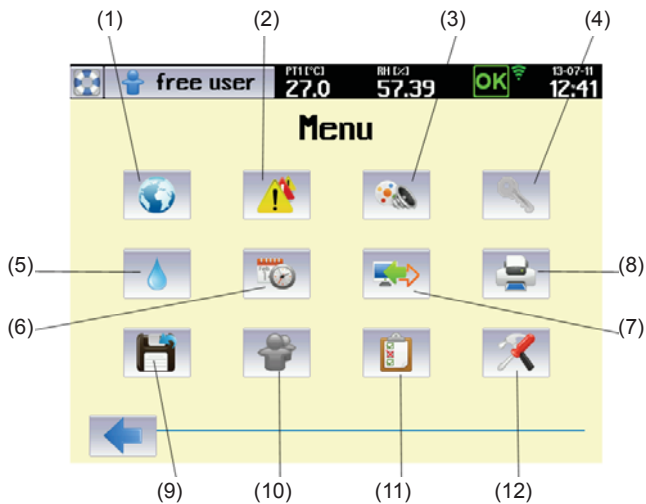 (1) (2) (3) (4)
free user PT1[°C] 27.0 RH[%] 57.39 OK 13-07-11 12:41
Menu
(5) (8)
(6) (7)
(9) (10) (11) (12)